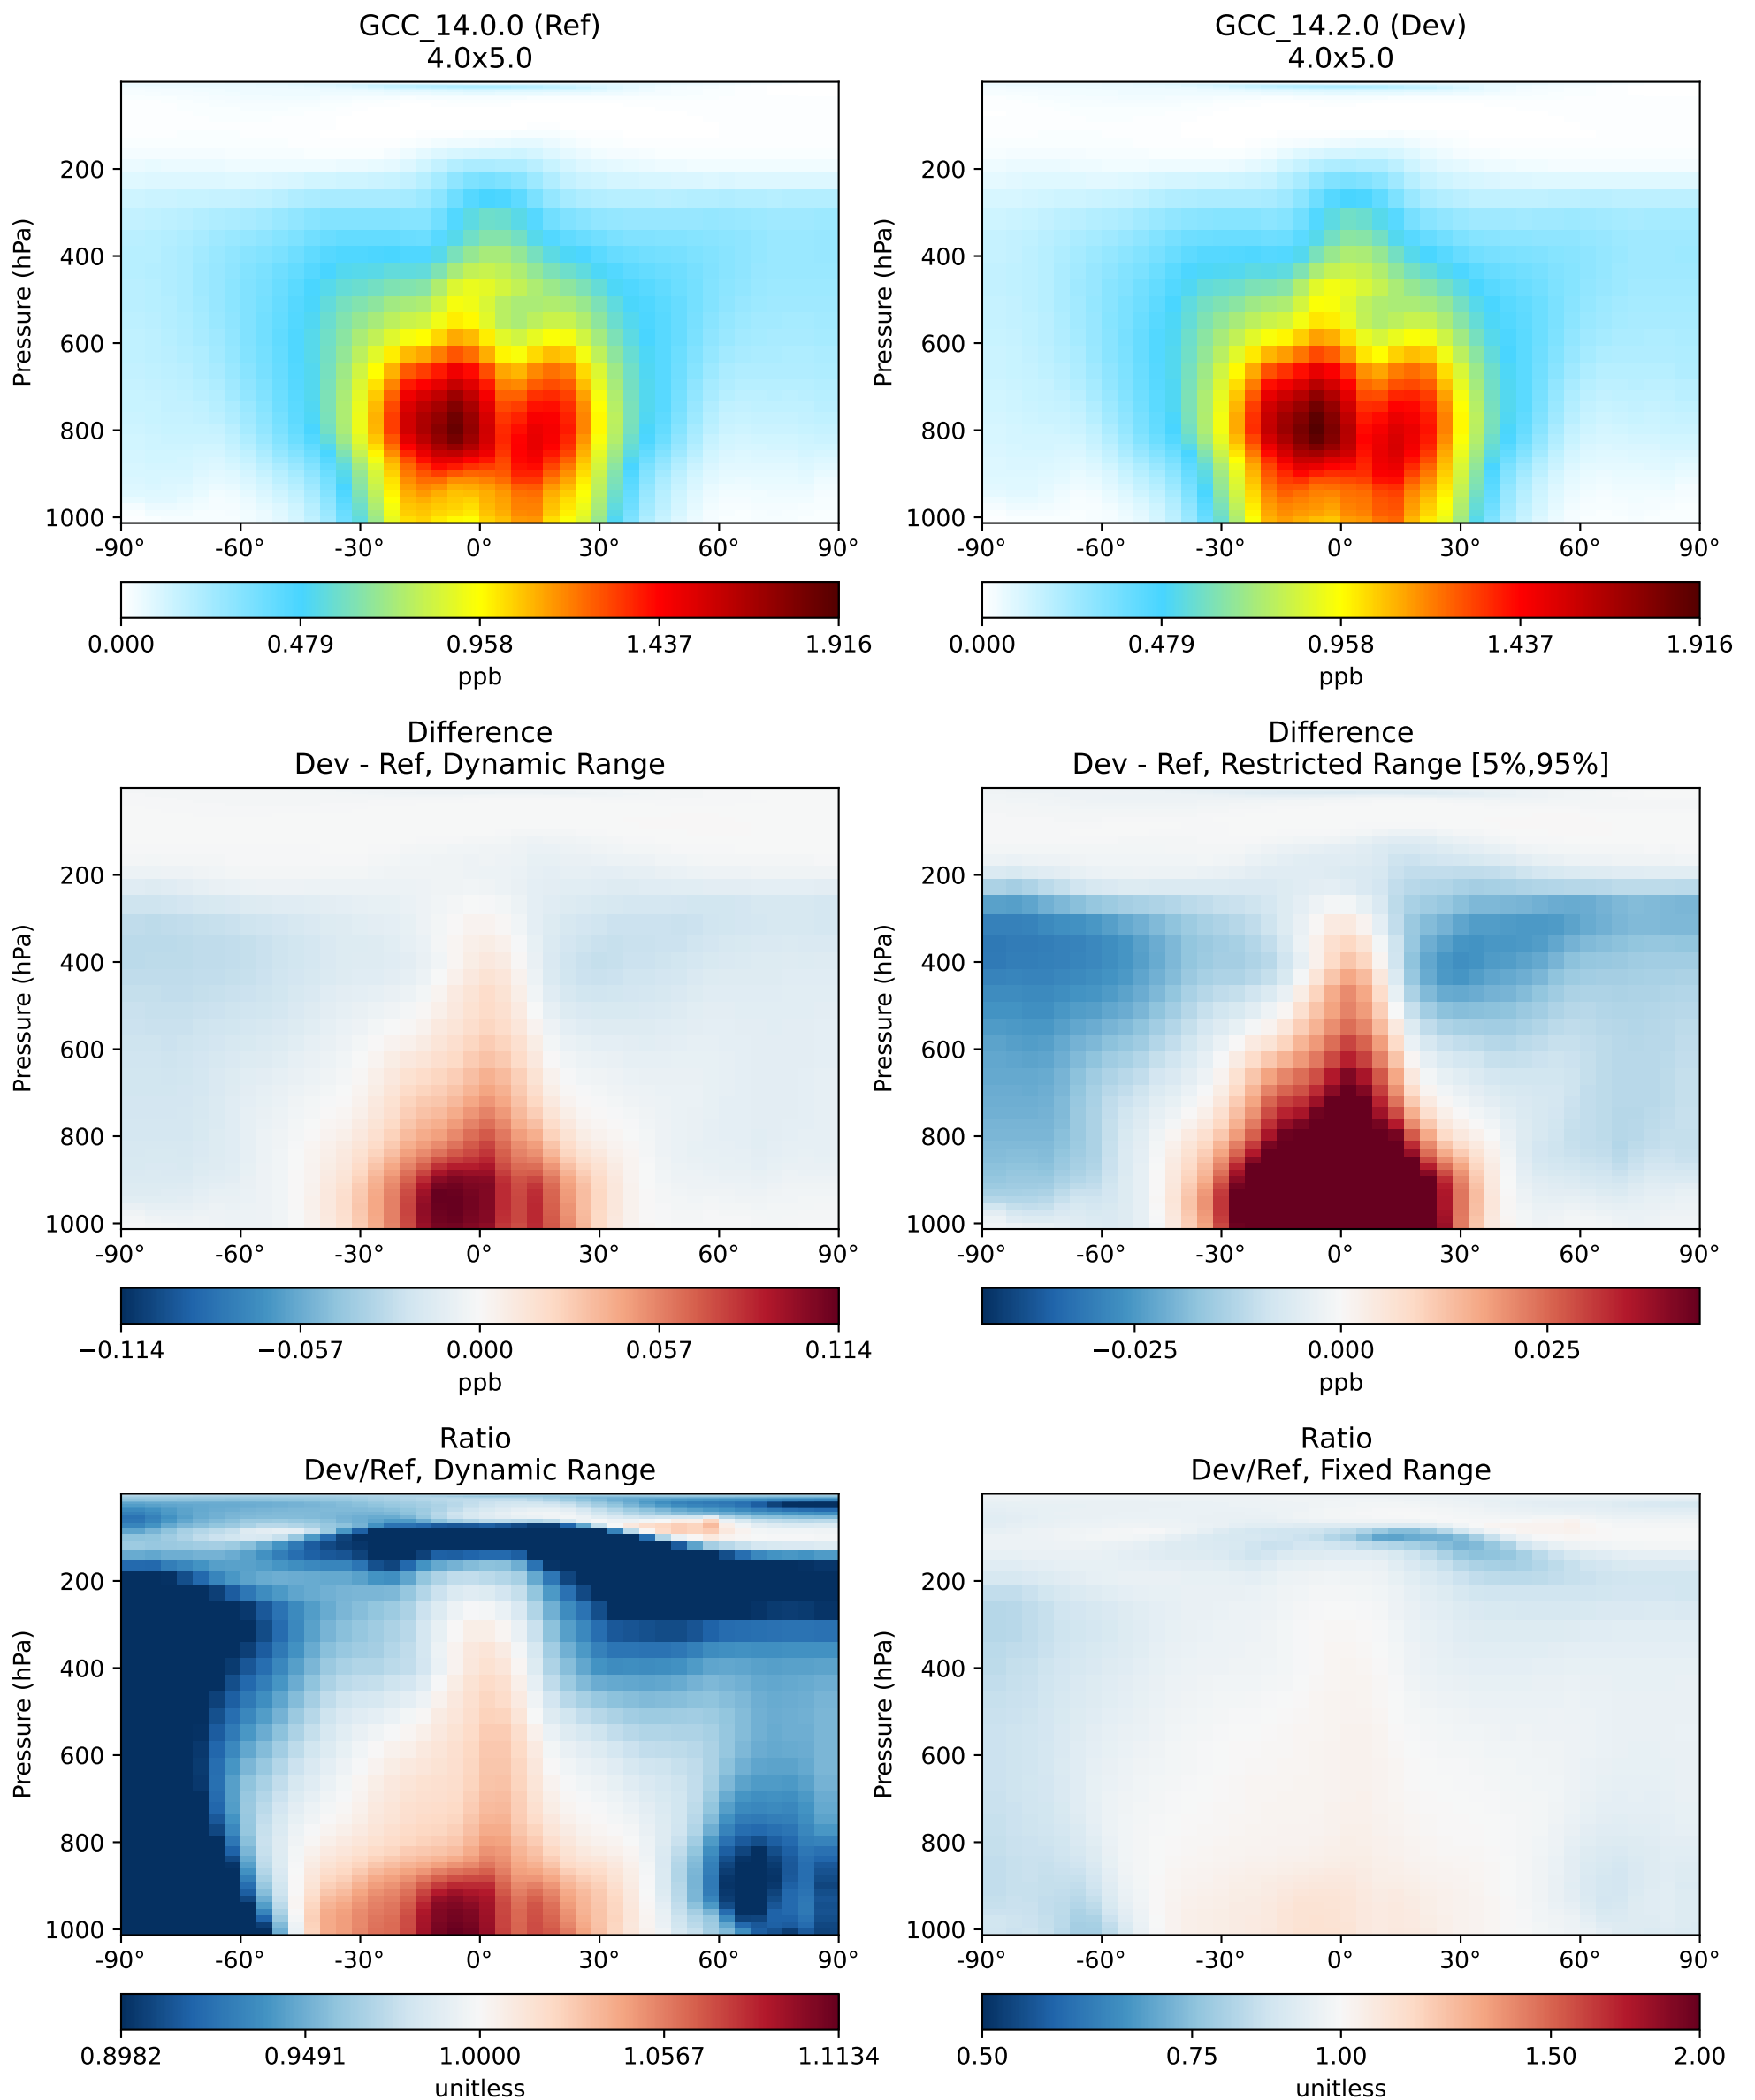 GCC_14.0.0 (Ref)
4.0x5.0
Pressure (hPa)
200
400
600
800
1000
-90° -60° -30° 0° 30° 60° 90°
0.000 0.479 0.958 1.437 1.916
ppb
GCC_14.2.0 (Dev)
4.0x5.0
Pressure (hPa)
200
400
600
800
1000
-90° -60° -30° 0° 30° 60° 90°
0.000 0.479 0.958 1.437 1.916
ppb
Difference
Dev - Ref, Dynamic Range
Pressure (hPa)
200
400
600
800
1000
-90° -60° -30° 0° 30° 60° 90°
−0.114 −0.057 0.000 0.057 0.114
ppb
Difference
Dev - Ref, Restricted Range [5%,95%]
Pressure (hPa)
200
400
600
800
1000
-90° -60° -30° 0° 30° 60° 90°
−0.025 0.000 0.025
ppb
Ratio
Dev/Ref, Dynamic Range
Pressure (hPa)
200
400
600
800
1000
-90° -60° -30° 0° 30° 60° 90°
0.8982 0.9491 1.0000 1.0567 1.1134
unitless
Ratio
Dev/Ref, Fixed Range
Pressure (hPa)
200
400
600
800
1000
-90° -60° -30° 0° 30° 60° 90°
0.50 0.75 1.00 1.50 2.00
unitless